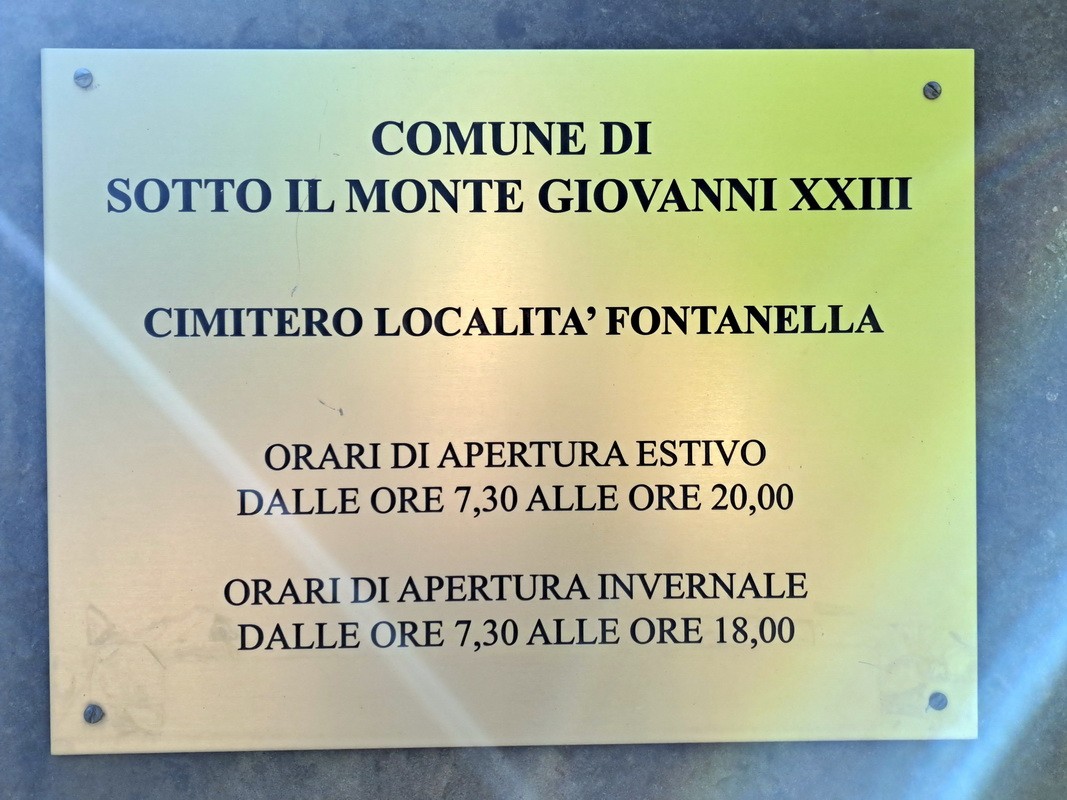 COMUNE DI
SOTTO IL MONTE GIOVANNI XXIII
CIMITERO LOCALITA’ FONTANELLA
ORARI DI APERTURA ESTIVO
DALLE ORE 7,30 ALLE ORE 20,00
ORARI DI APERTURA INVERNALE
DALLE ORE 7,30 ALLE ORE 18,00